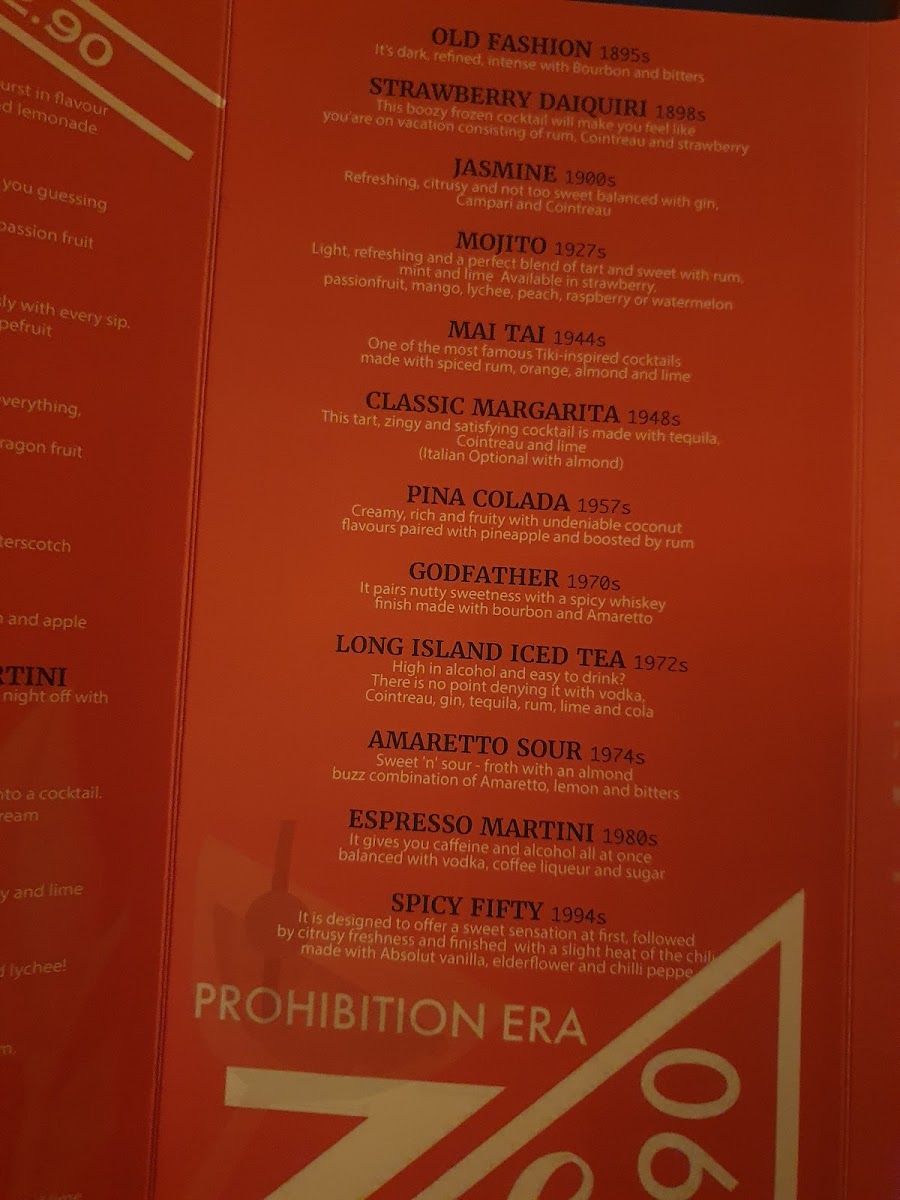 2.90
urst in flavour
d lemonade
you guessing
passion fruit
ly with every sip.
pefruit
verything,
ragon fruit
terscotch
and apple
RTINI
night off with
nto a cocktail.
ream
y and lime
d lychee!
OLD FASHION 1895s
It's dark, refined, intense with Bourbon and bitters
STRAWBERRY DAIQUIRI 1898s
This boozy frozen cocktail will make you feel like
you are on vacation consisting of rum, Cointreau and strawberry
JASMINE 1900s
Refreshing, citrusy and not too sweet balanced with gin,
Campari and Cointreau
MOJITO 1927s
Light, refreshing and a perfect blend of tart and sweet with rum,
mint and lime Available in strawberry,
passionfruit, mango, lychee, peach, raspberry or watermelon
MAI TAI 1944s
One of the most famous Tiki-inspired cocktails
made with spiced rum, orange, almond and lime
CLASSIC MARGARITA 1948s
This tart, zingy and satisfying cocktail is made with tequila,
Cointreau and lime
(Italian Optional with almond)
PINA COLADA 1957s
Creamy, rich and fruity with undeniable coconut
flavours paired with pineapple and boosted by rum
GODFATHER 1970s
It pairs nutty sweetness with a spicy whiskey
finish made with bourbon and Amaretto
LONG ISLAND ICED TEA 1972s
High in alcohol and easy to drink?
There is no point denying it with vodka,
Cointreau, gin, tequila, rum, lime and cola
AMARETTO SOUR 1974s
Sweet 'n' sour - froth with an almond
buzz combination of Amaretto, lemon and bitters
ESPRESSO MARTINI 1980s
It gives you caffeine and alcohol all at once
balanced with vodka, coffee liqueur and sugar
SPICY FIFTY 1994s
It is designed to offer a sweet sensation at first, followed
by citrusy freshness and finished with a slight heat of the chili
made with Absolut vanilla, elderflower and chilli peppe
PROHIBITION ERA
90